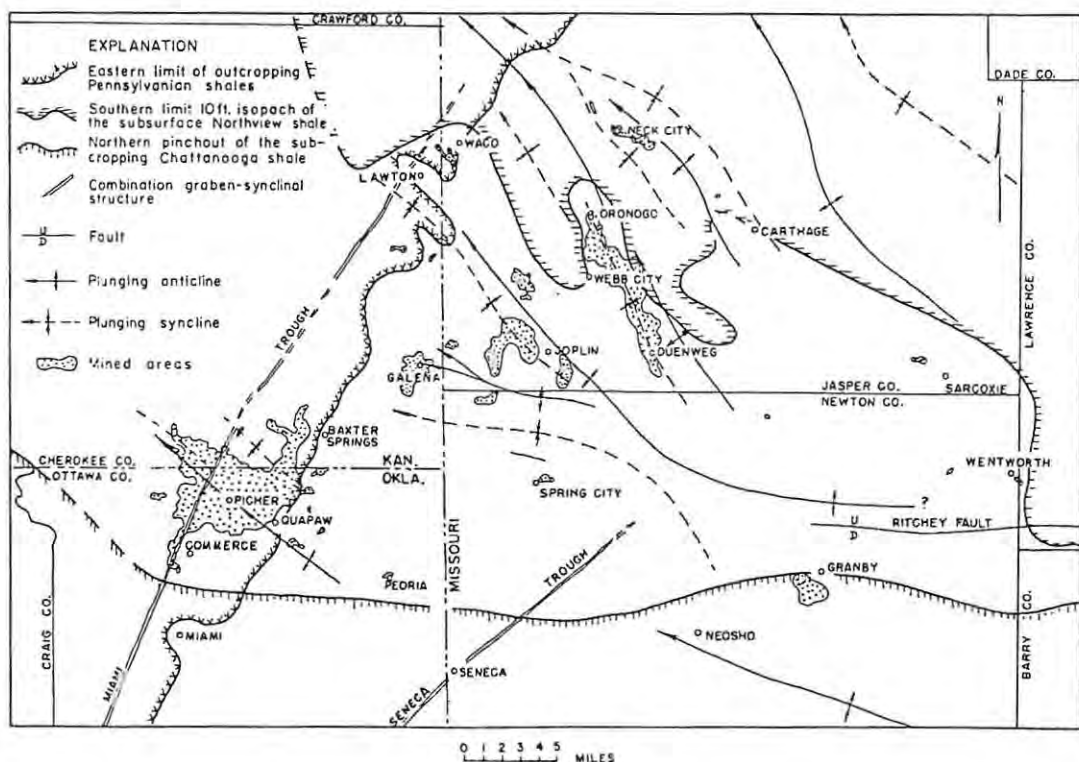 CRAWFORD CO.
EXPLANATION
Eastern limit of outcropping
Pennsylvanian shales
Southern limit 10ft. isopach of
the subsurface Northview shale
Northern pinchout of the sub-
cropping Chattanooga shale
Combination graben-synclinal
structure
U
D
Fault
Plunging anticline
Plunging syncline
Mined areas
DADE CO.
N
NECK CITY
WACO
LAWTON
ORONOGO
CARTHAGE
WEBB CITY
LAWRENCE CO.
TROUGH
JOPLIN
DUENWEG
GALENA
JASPER CO.
NEWTON CO.
SARCOXIE
BAXTER
SPRINGS
CHEROKEE CO.
OTTAWA CO.
KAN.
OKLA.
WENTWORTH
SPRING CITY
PICHER
?
QUAPAW
U
D
RITCHEY FAULT
COMMERCE
MISSOURI
TROUGH
GRANBY
PEORIA
CRAIG CO.
MIAMI
NEOSHO
BARRY CO.
SENECA
MIAMI
SENECA
0 1 2 3 4 5
MILES